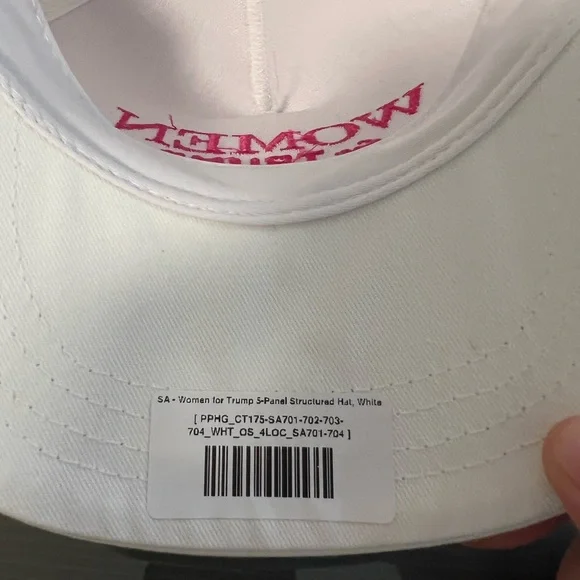 WOMEN
SA - Women for Trump 5-Panel Structured Hat, White
[ PPHG_CT175-SA701-702-703-
704_WHT_OS_4LOC_SA701-704 ]